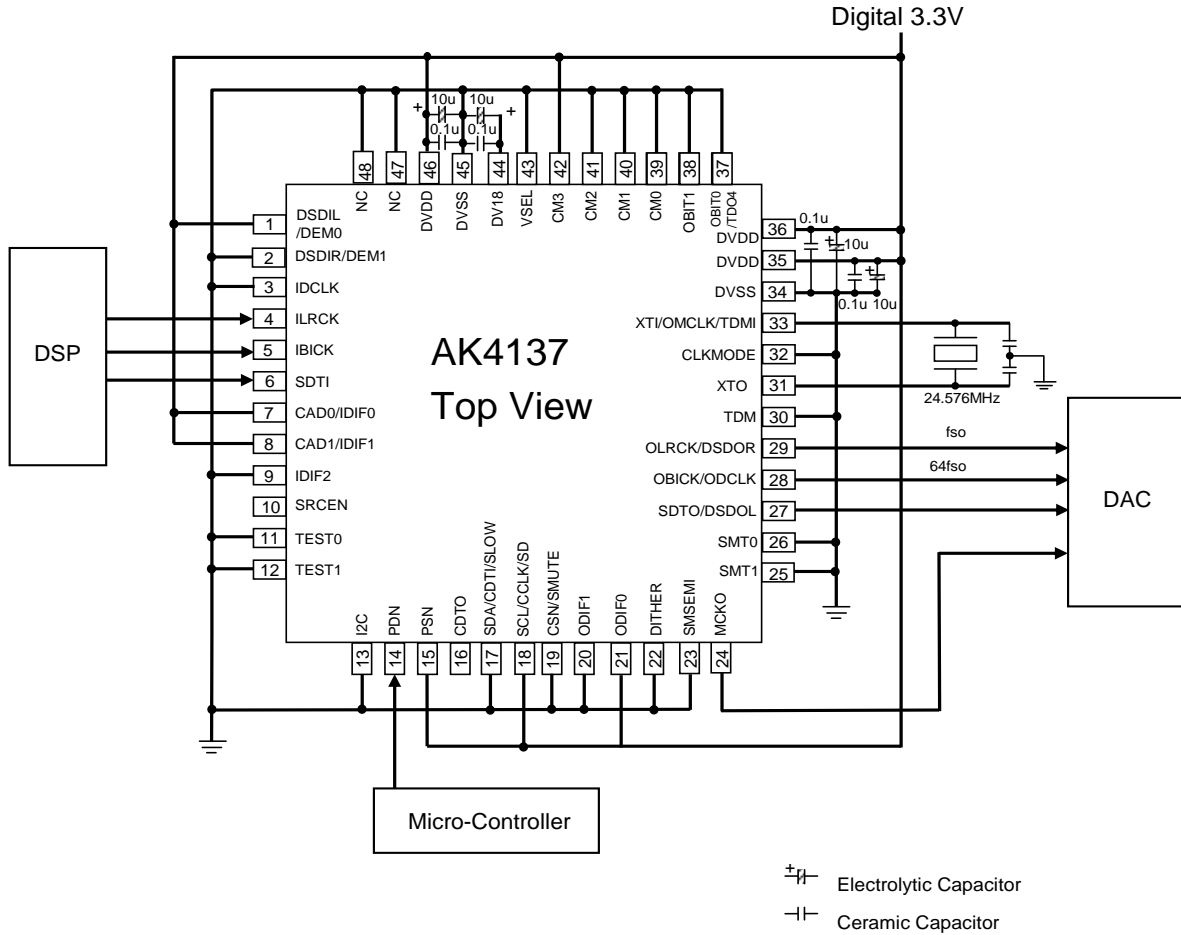 Digital 3.3V
10u
10u
+
+
0.1u
0.1u
48
47
46
45
44
43
42
41
40
39
38
37
NC
NC
DVDD
DVSS
DV18
VSEL
CM3
CM2
CM1
CM0
OBIT1
OBIT0
/TDO4
1
DSDIL
/DEM0
2
DSDIR/DEM1
3
IDCLK
4
ILRCK
5
IBICK
6
SDTI
7
CAD0/IDIF0
8
CAD1/IDIF1
9
IDIF2
10
SRCEN
11
TEST0
12
TEST1
DSP
AK4137
Top View
DVDD
36
0.1u
+
10u
DVDD
35
+
DVSS
34
0.1u
10u
XTI/OMCLK/TDMI
33
CLKMODE
32
XTO
31
24.576MHz
TDM
30
OLRCK/DSDOR
29
fso
OBICK/ODCLK
28
64fso
SDTO/DSDOL
27
SMT0
26
SMT1
25
DAC
I2C
PDN
PSN
CDTO
SDA/CDTI/SLOW
SCL/CCLK/SD
CSN/SMUTE
ODIF1
ODIF0
DITHER
SMSEMI
MCKO
13
14
15
16
17
18
19
20
21
22
23
24
Micro-Controller
+
Electrolytic Capacitor
Ceramic Capacitor